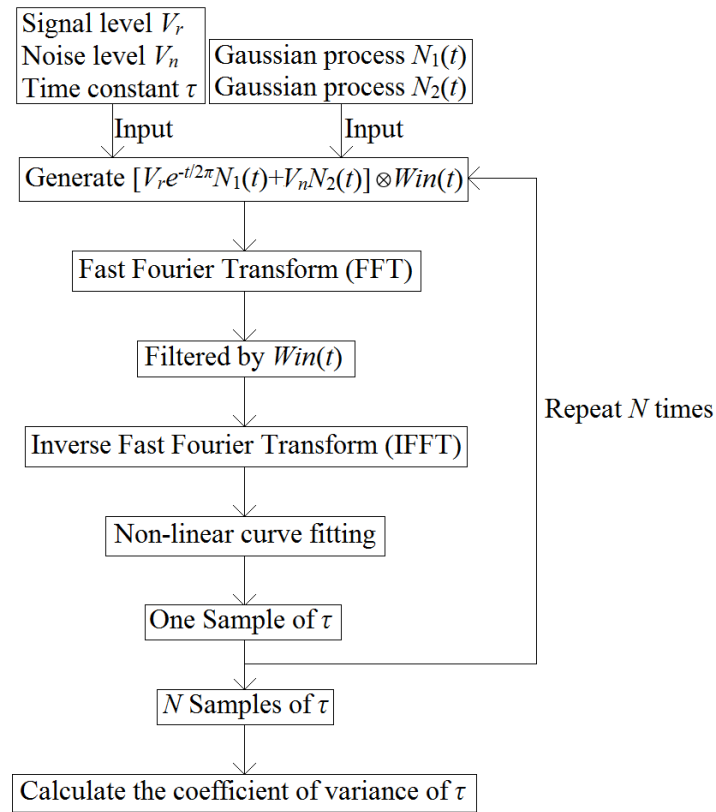 Signal level Vr
Noise level Vn
Time constant τ
Gaussian process N1(t)
Gaussian process N2(t)
Input
Input
Generate [Vre-t/2πN1(t)+VnN2(t)]⊗Win(t)
Fast Fourier Transform (FFT)
Filtered by Win(t)
Repeat N times
Inverse Fast Fourier Transform (IFFT)
Non-linear curve fitting
One Sample of τ
N Samples of τ
Calculate the coefficient of variance of τ